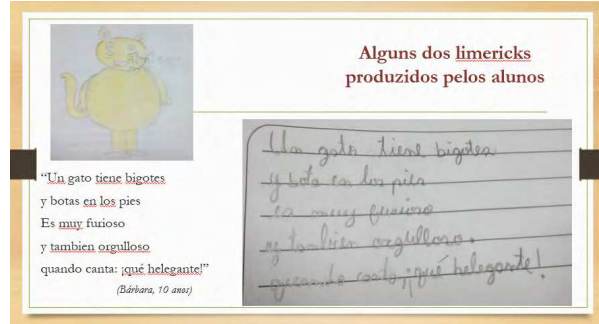 Alguns dos limericks
produzidos pelos alunos
"Un gato tiene bigotes
y botas en los pies
Es muy furioso
y tambien orgulloso
quando canta: ¡qué helegante!"
(Bárbara, 10 anos)
Un gato tiene bigotes
y bota en los pies
es muy furioso
y tambien orgulloso.
quando canta, ¡qué helegante!